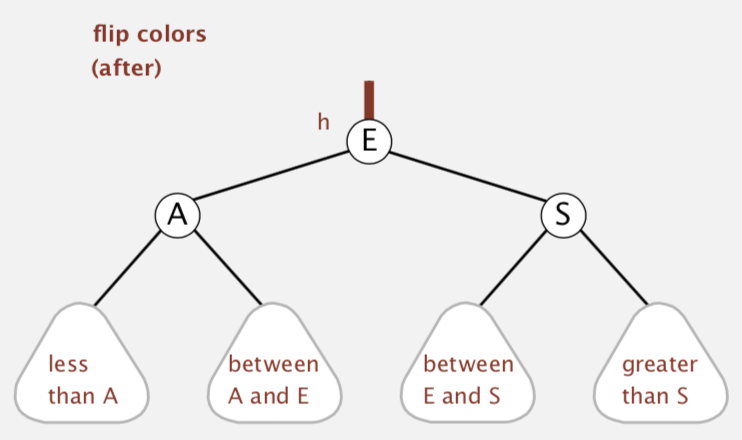 flip colors
(after)
h
E
A
S
less
than A
between
A and E
between
E and S
greater
than S